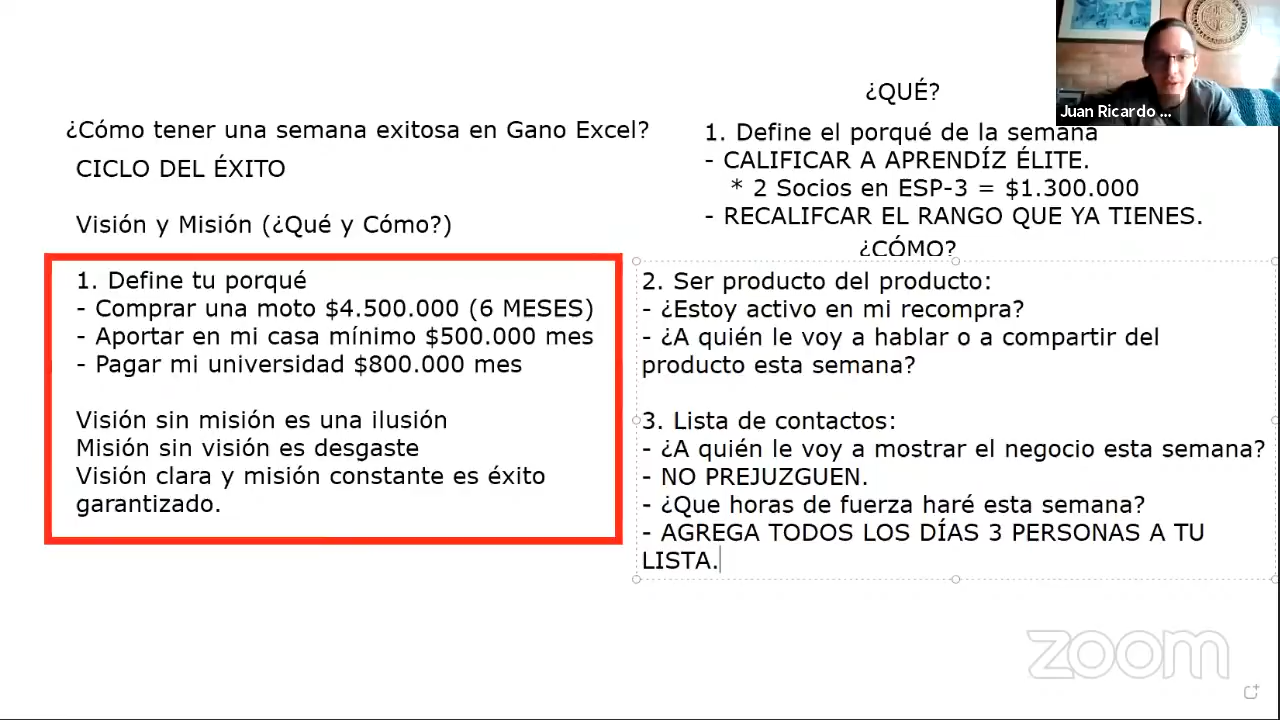 ¿Cómo tener una semana exitosa en Gano Excel?
CICLO DEL ÉXITO
Visión y Misión (¿Qué y Cómo?)
1. Define tu porqué
- Comprar una moto $4.500.000 (6 MESES)
- Aportar en mi casa mínimo $500.000 mes
- Pagar mi universidad $800.000 mes
Visión sin misión es una ilusión
Misión sin visión es desgaste
Visión clara y misión constante es éxito
garantizado.
¿QUÉ?
1. Define el porqué de la semana
- CALIFICAR A APRENDÍZ ÉLITE.
* 2 Socios en ESP-3 = $1.300.000
- RECALIFCAR EL RANGO QUE YA TIENES.
¿CÓMO?
2. Ser producto del producto:
- ¿Estoy activo en mi recompra?
- ¿A quién le voy a hablar o a compartir del
producto esta semana?
3. Lista de contactos:
- ¿A quién le voy a mostrar el negocio esta semana?
- NO PREJUZGUEN.
- ¿Que horas de fuerza haré esta semana?
- AGREGA TODOS LOS DÍAS 3 PERSONAS A TU
LISTA.
Juan Ricardo ...
zoom